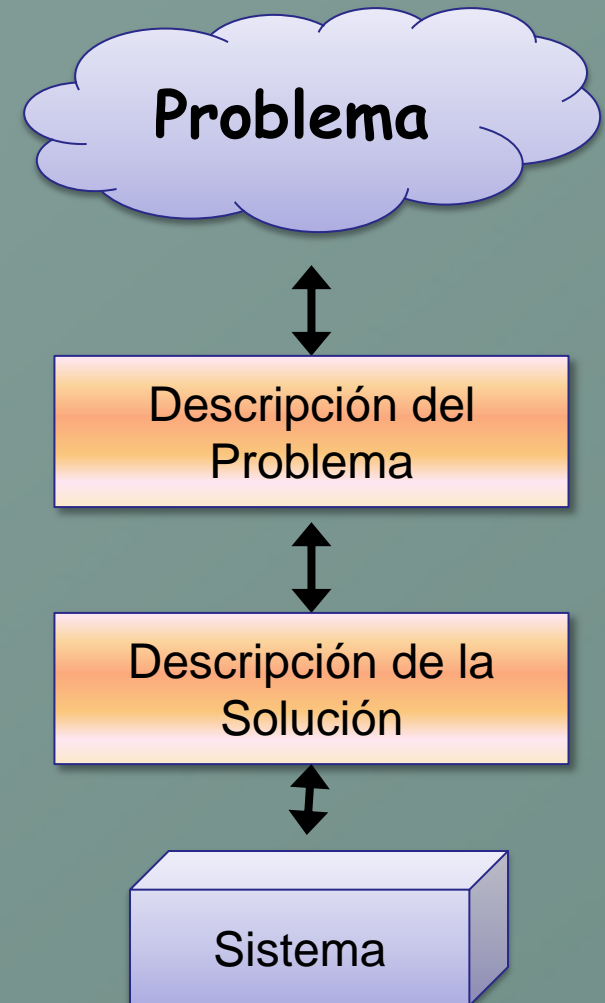 Problema
Descripción del
Problema
Descripción de la
Solución
Sistema